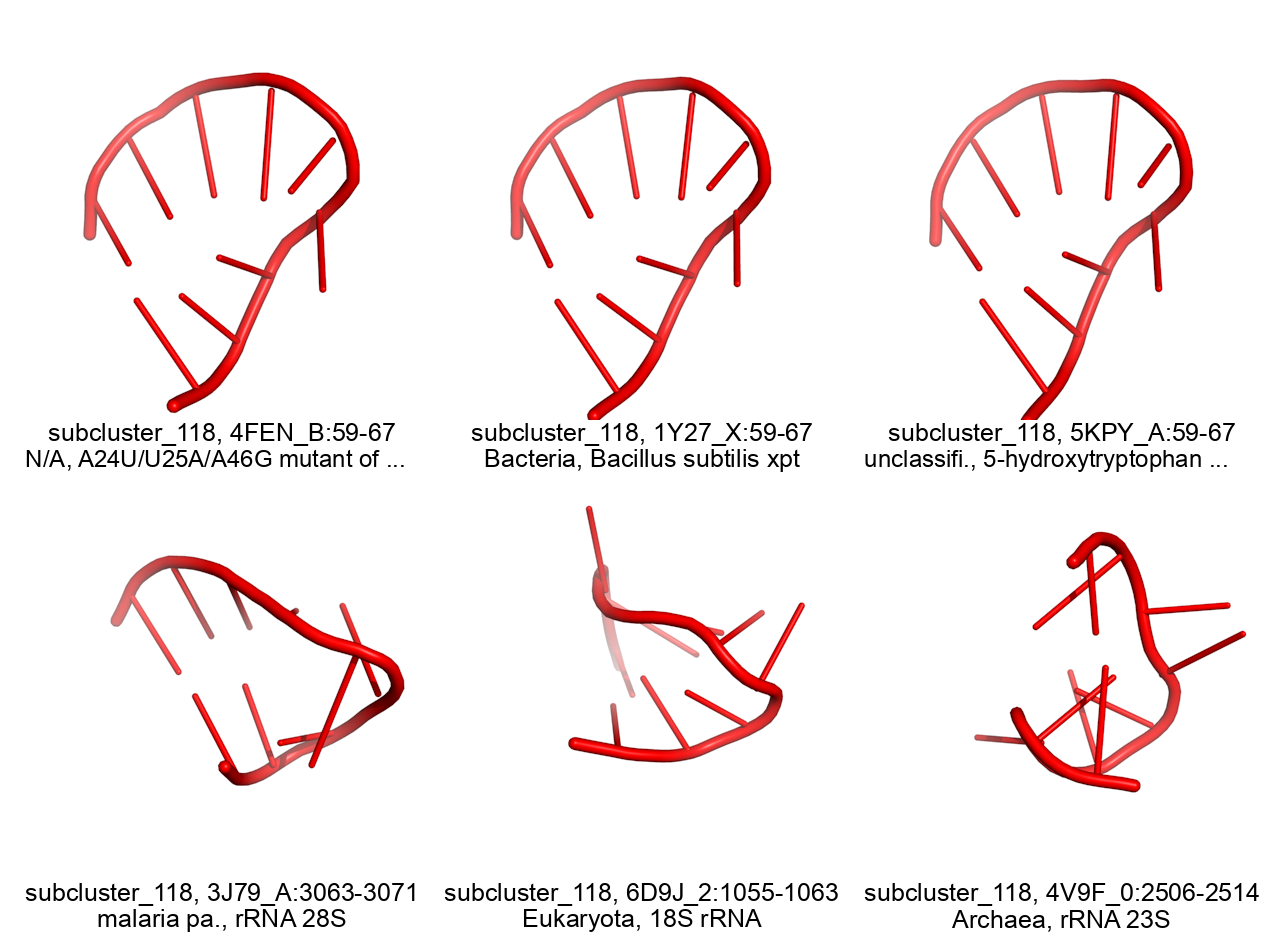 subcluster_118, 4FEN_B:59-67
N/A, A24U/U25A/A46G mutant of ...
subcluster_118, 1Y27_X:59-67
Bacteria, Bacillus subtilis xpt
subcluster_118, 5KPY_A:59-67
unclassifi., 5-hydroxytryptophan ...
subcluster_118, 3J79_A:3063-3071
malaria pa., rRNA 28S
subcluster_118, 6D9J_2:1055-1063
Eukaryota, 18S rRNA
subcluster_118, 4V9F_0:2506-2514
Archaea, rRNA 23S